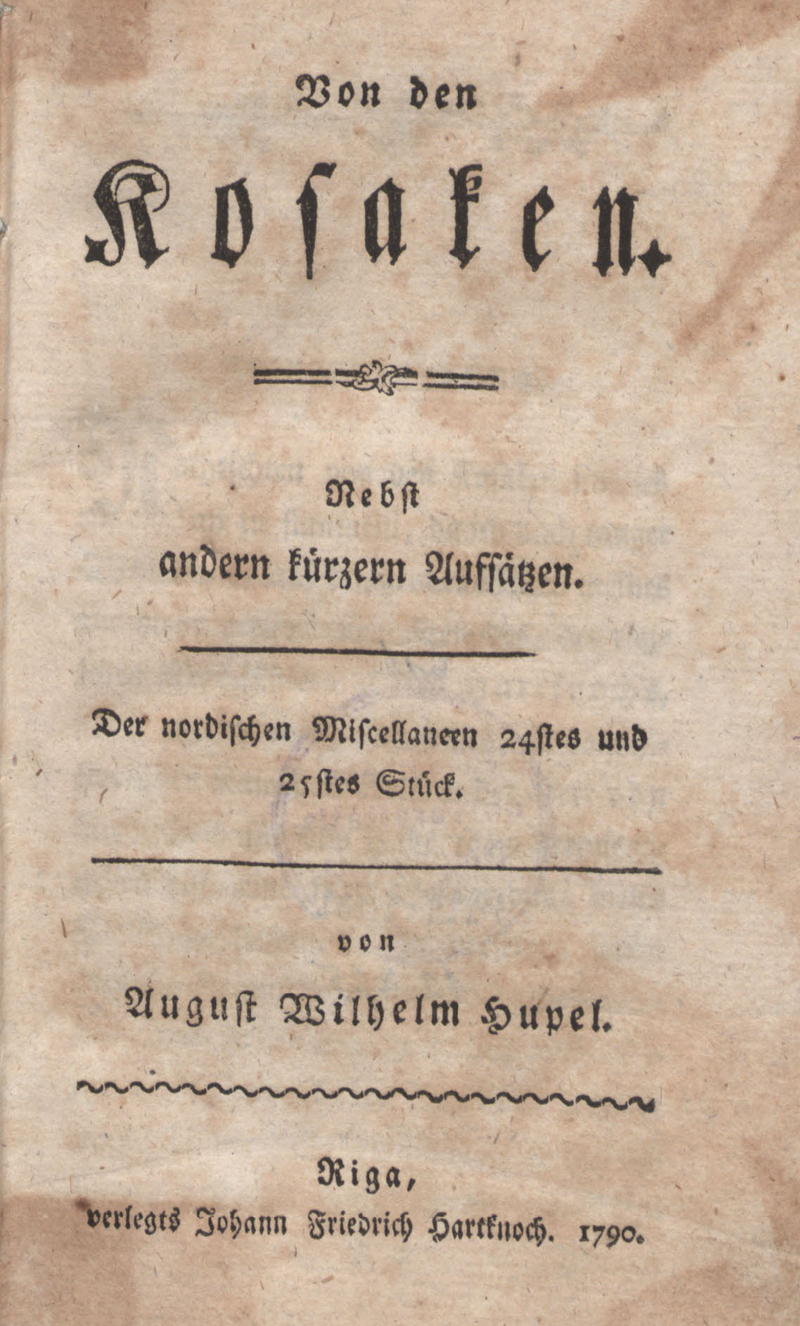 Von den
Koſaken.
Nebſt
andern kürzern Aufſätzen.
Der nordiſchen Miſcellaneen 24ſtes und
25ſtes Stück.
von
Auguſt Wilhelm Hupel.
Riga,
verlegts Johann Friedrich Hartknoch. 1790.